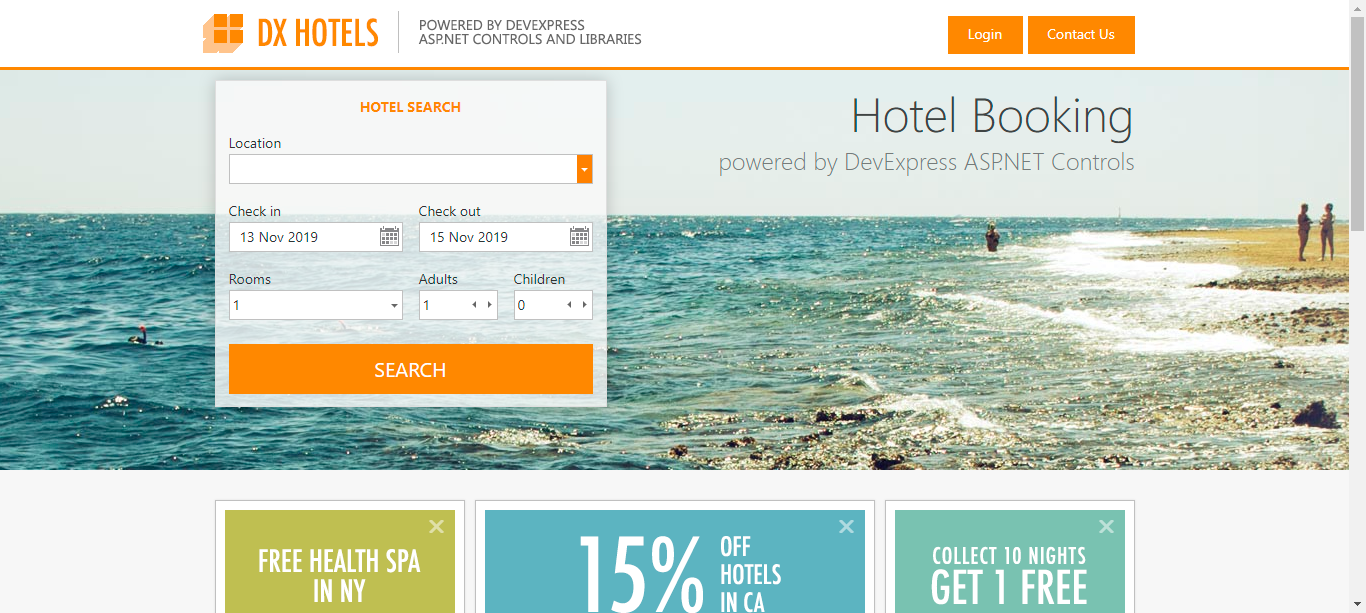 DX HOTELS
POWERED BY DEVEXPRESS
ASP.NET CONTROLS AND LIBRARIES
Login
Contact Us
HOTEL SEARCH
Location
Check in
Check out
13 Nov 2019
15 Nov 2019
Rooms
Adults
Children
1
1
0
SEARCH
Hotel Booking
powered by DevExpress ASP.NET Controls
FREE HEALTH SPA
IN NY
15%
OFF
HOTELS
IN CA
COLLECT 10 NIGHTS
GET 1 FREE